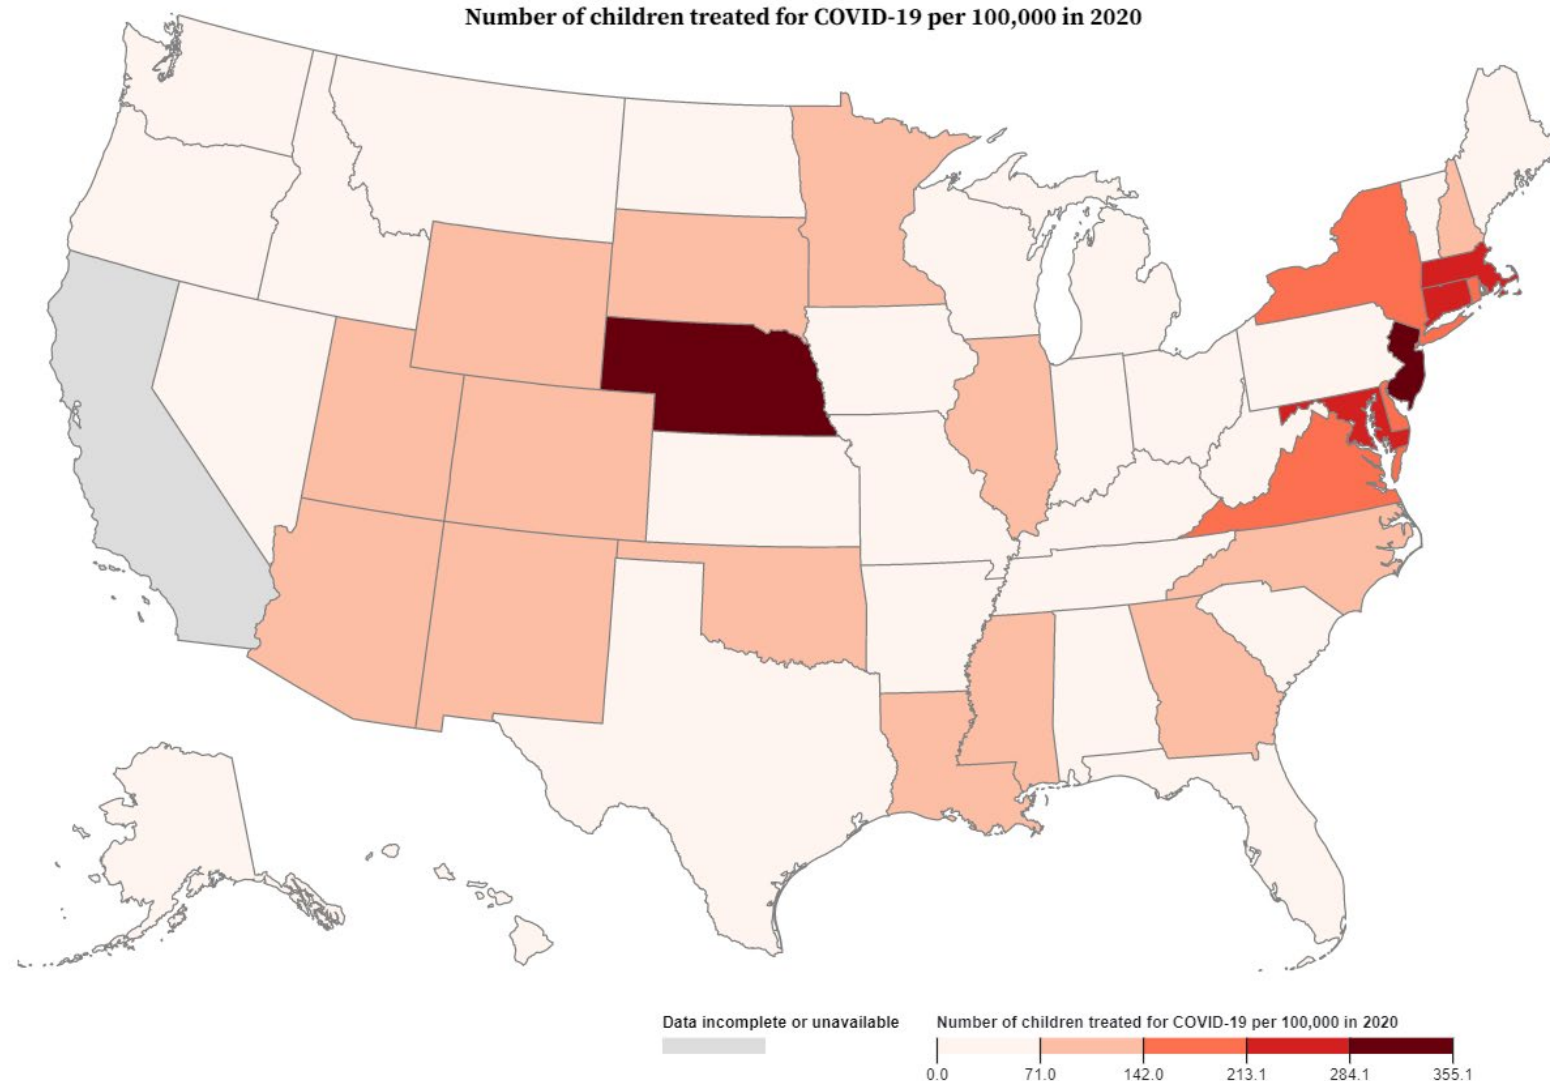 Number of children treated for COVID-19 per 100,000 in 2020
Data incomplete or unavailable
Number of children treated for COVID-19 per 100,000 in 2020
0.0 71.0 142.0 213.1 284.1 355.1